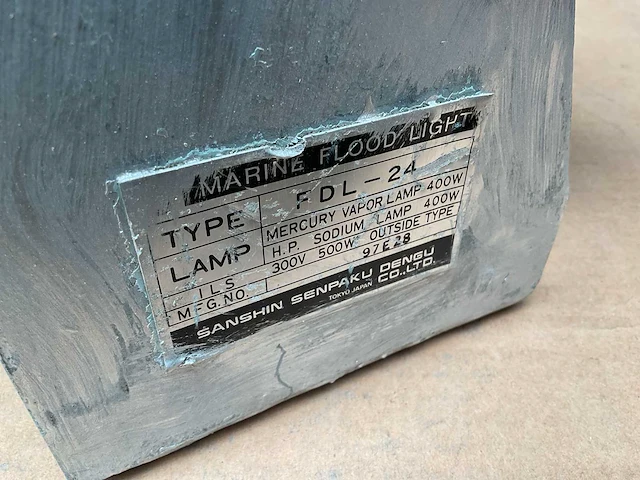 MARINE FLOOD LIGHT
TYPE FDL-24
LAMP MERCURY VAPOR LAMP 400W
H.P. SODIUM LAMP 400W
ILS 300V 500W OUTSIDE TYPE
MFG.NO. 97E28
SANSHIN SENPAKU DENGU CO.,LTD.
TOKYO JAPAN